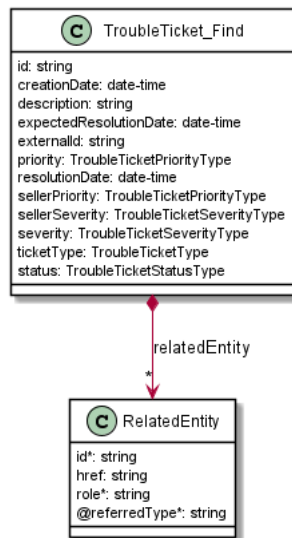 C TroubleTicket_Find
id: string
creationDate: date-time
description: string
expectedResolutionDate: date-time
externalId: string
priority: TroubleTicketPriorityType
resolutionDate: date-time
sellerPriority: TroubleTicketPriorityType
sellerSeverity: TroubleTicketSeverityType
severity: TroubleTicketSeverityType
ticketType: TroubleTicketType
status: TroubleTicketStatusType
relatedEntity
*
C RelatedEntity
id*: string
href: string
role*: string
@referredType*: string